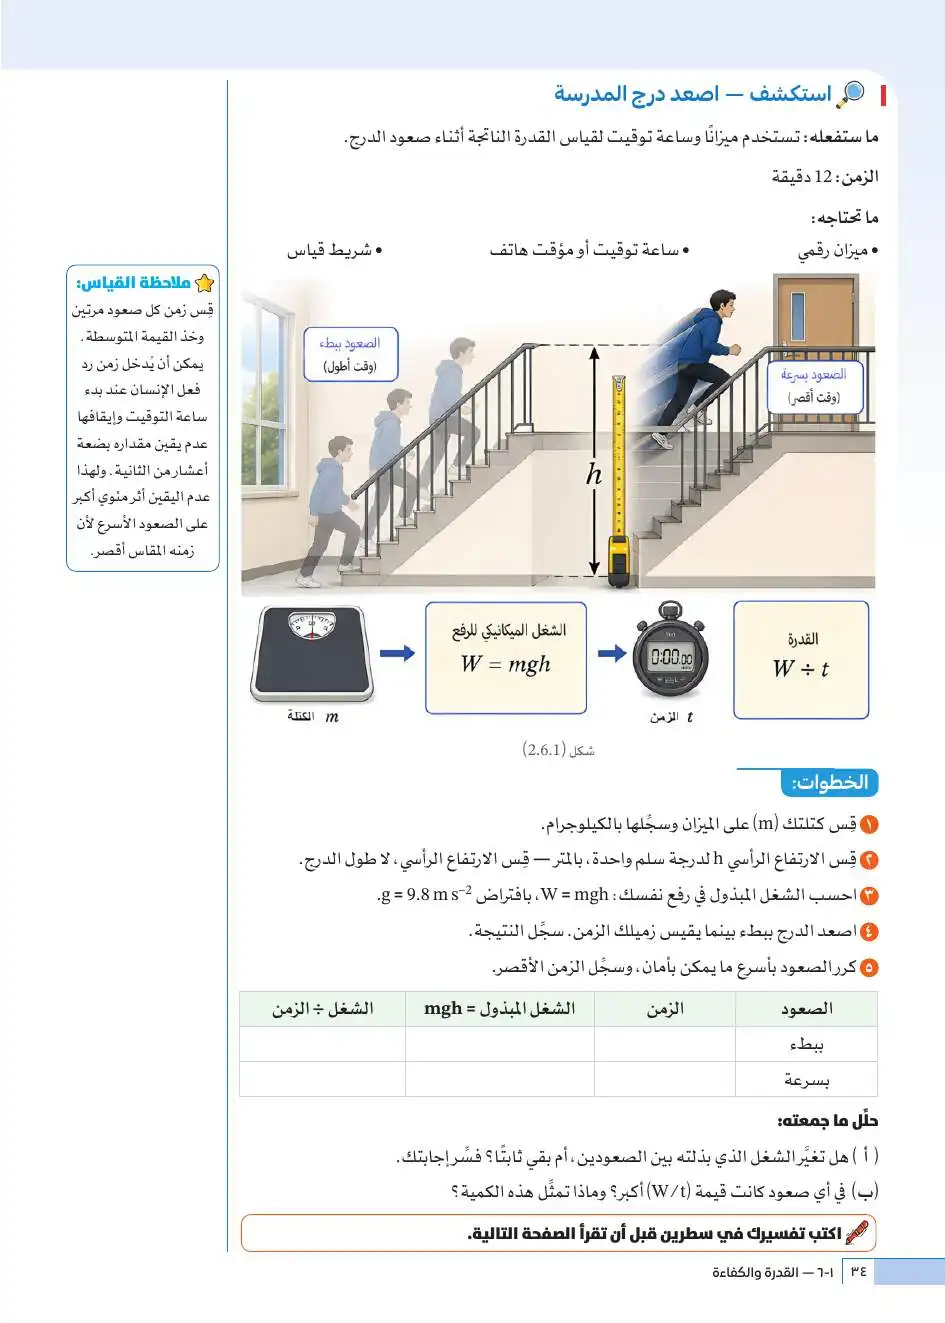 استكشف — اصعد درج المدرسة
ما ستفعله: تستخدم ميزانًا وساعة توقيت لقياس القدرة الناتجة أثناء صعود الدرج.
الزمن: 12 دقيقة
ما تحتاجه:
• ميزان رقمي
• ساعة توقيت أو مؤقت هاتف
• شريط قياس
ملاحظة القياس:
قِس زمن كل صعود مرتين
وخذ القيمة المتوسطة.
يمكن أن يُدخل زمن رد
فعل الإنسان عند بدء
ساعة التوقيت وإيقافها
عدم يقين مقداره بضعة
أعشار من الثانية. ولهذا
عدم اليقين أثر مئوي أكبر
على الصعود الأسرع لأن
زمنه المقاس أقصر.
الصعود ببطء
(وقت أطول)
الصعود بسرعة
(وقت أقصر)
h
القدرة
W ÷ t
0:00.00
t الزمن
الشغل الميكانيكي للرفع
W = mgh
m الكتلة
شكل (2.6.1)
الخطوات:
١ قِس كتلتك (m) على الميزان وسجِّلها بالكيلوجرام.
٢ قِس الارتفاع الرأسي h لدرجة سلم واحدة، بالمتر — قِس الارتفاع الرأسي، لا طول الدرج.
٣ احسب الشغل المبذول في رفع نفسك: W = mgh، بافتراض g = 9.8 m s⁻².
٤ اصعد الدرج ببطء بينما يقيس زميلك الزمن. سجِّل النتيجة.
٥ كرر الصعود بأسرع ما يمكن بأمان، وسجِّل الزمن الأقصر.
الصعود الزمن الشغل المبذول = mgh الشغل ÷ الزمن
ببطء
بسرعة
حلِّل ما جمعته:
( أ ) هل تغيَّر الشغل الذي بذلته بين الصعودين، أم بقي ثابتًا؟ فسِّر إجابتك.
(ب) في أي صعود كانت قيمة (W/t) أكبر؟ وماذا تمثِّل هذه الكمية؟
اكتب تفسيرك في سطرين قبل أن تقرأ الصفحة التالية.
٣٤ ١-٦ — القدرة والكفاءة